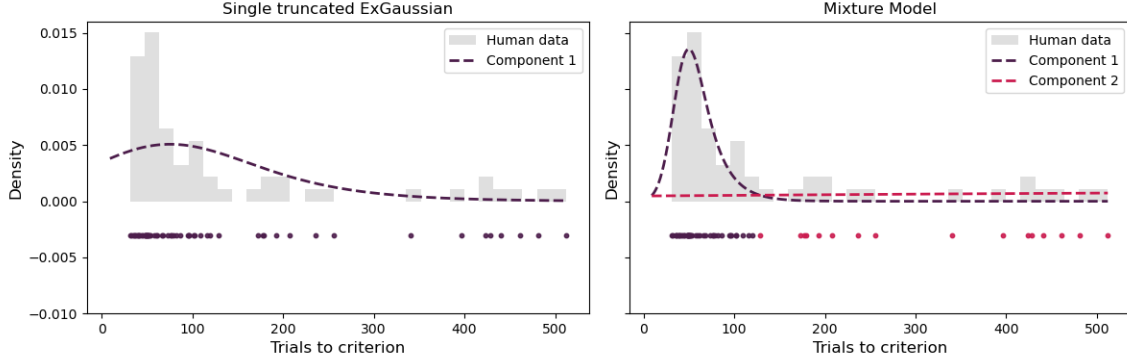 Single truncated ExGaussian
Human data
Component 1
0.015
0.010
0.005
0.000
−0.005
−0.010
Density
0 100 200 300 400 500
Trials to criterion
Mixture Model
Human data
Component 1
Component 2
Density
0 100 200 300 400 500
Trials to criterion